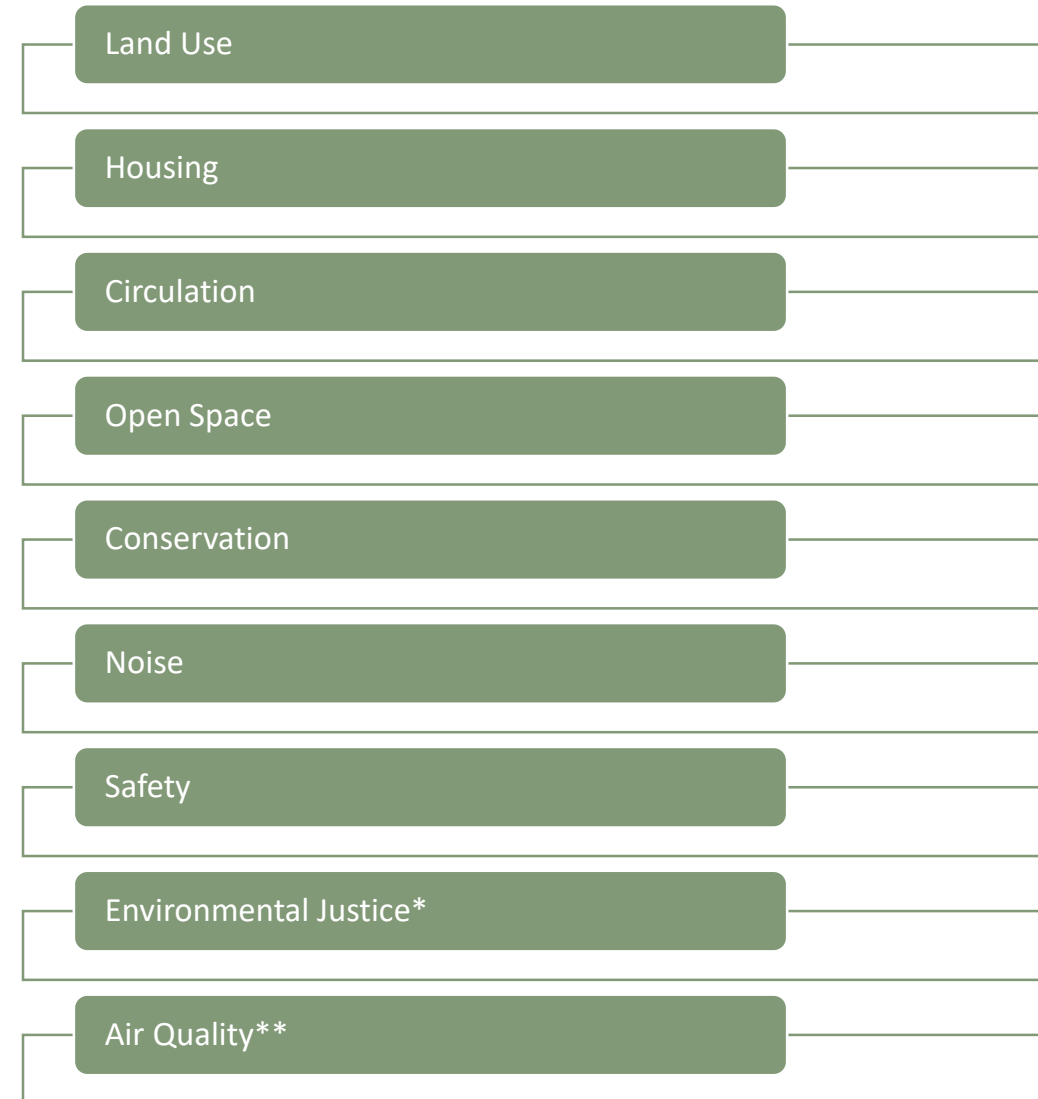 Land Use
Housing
Circulation
Open Space
Conservation
Noise
Safety
Environmental Justice*
Air Quality**